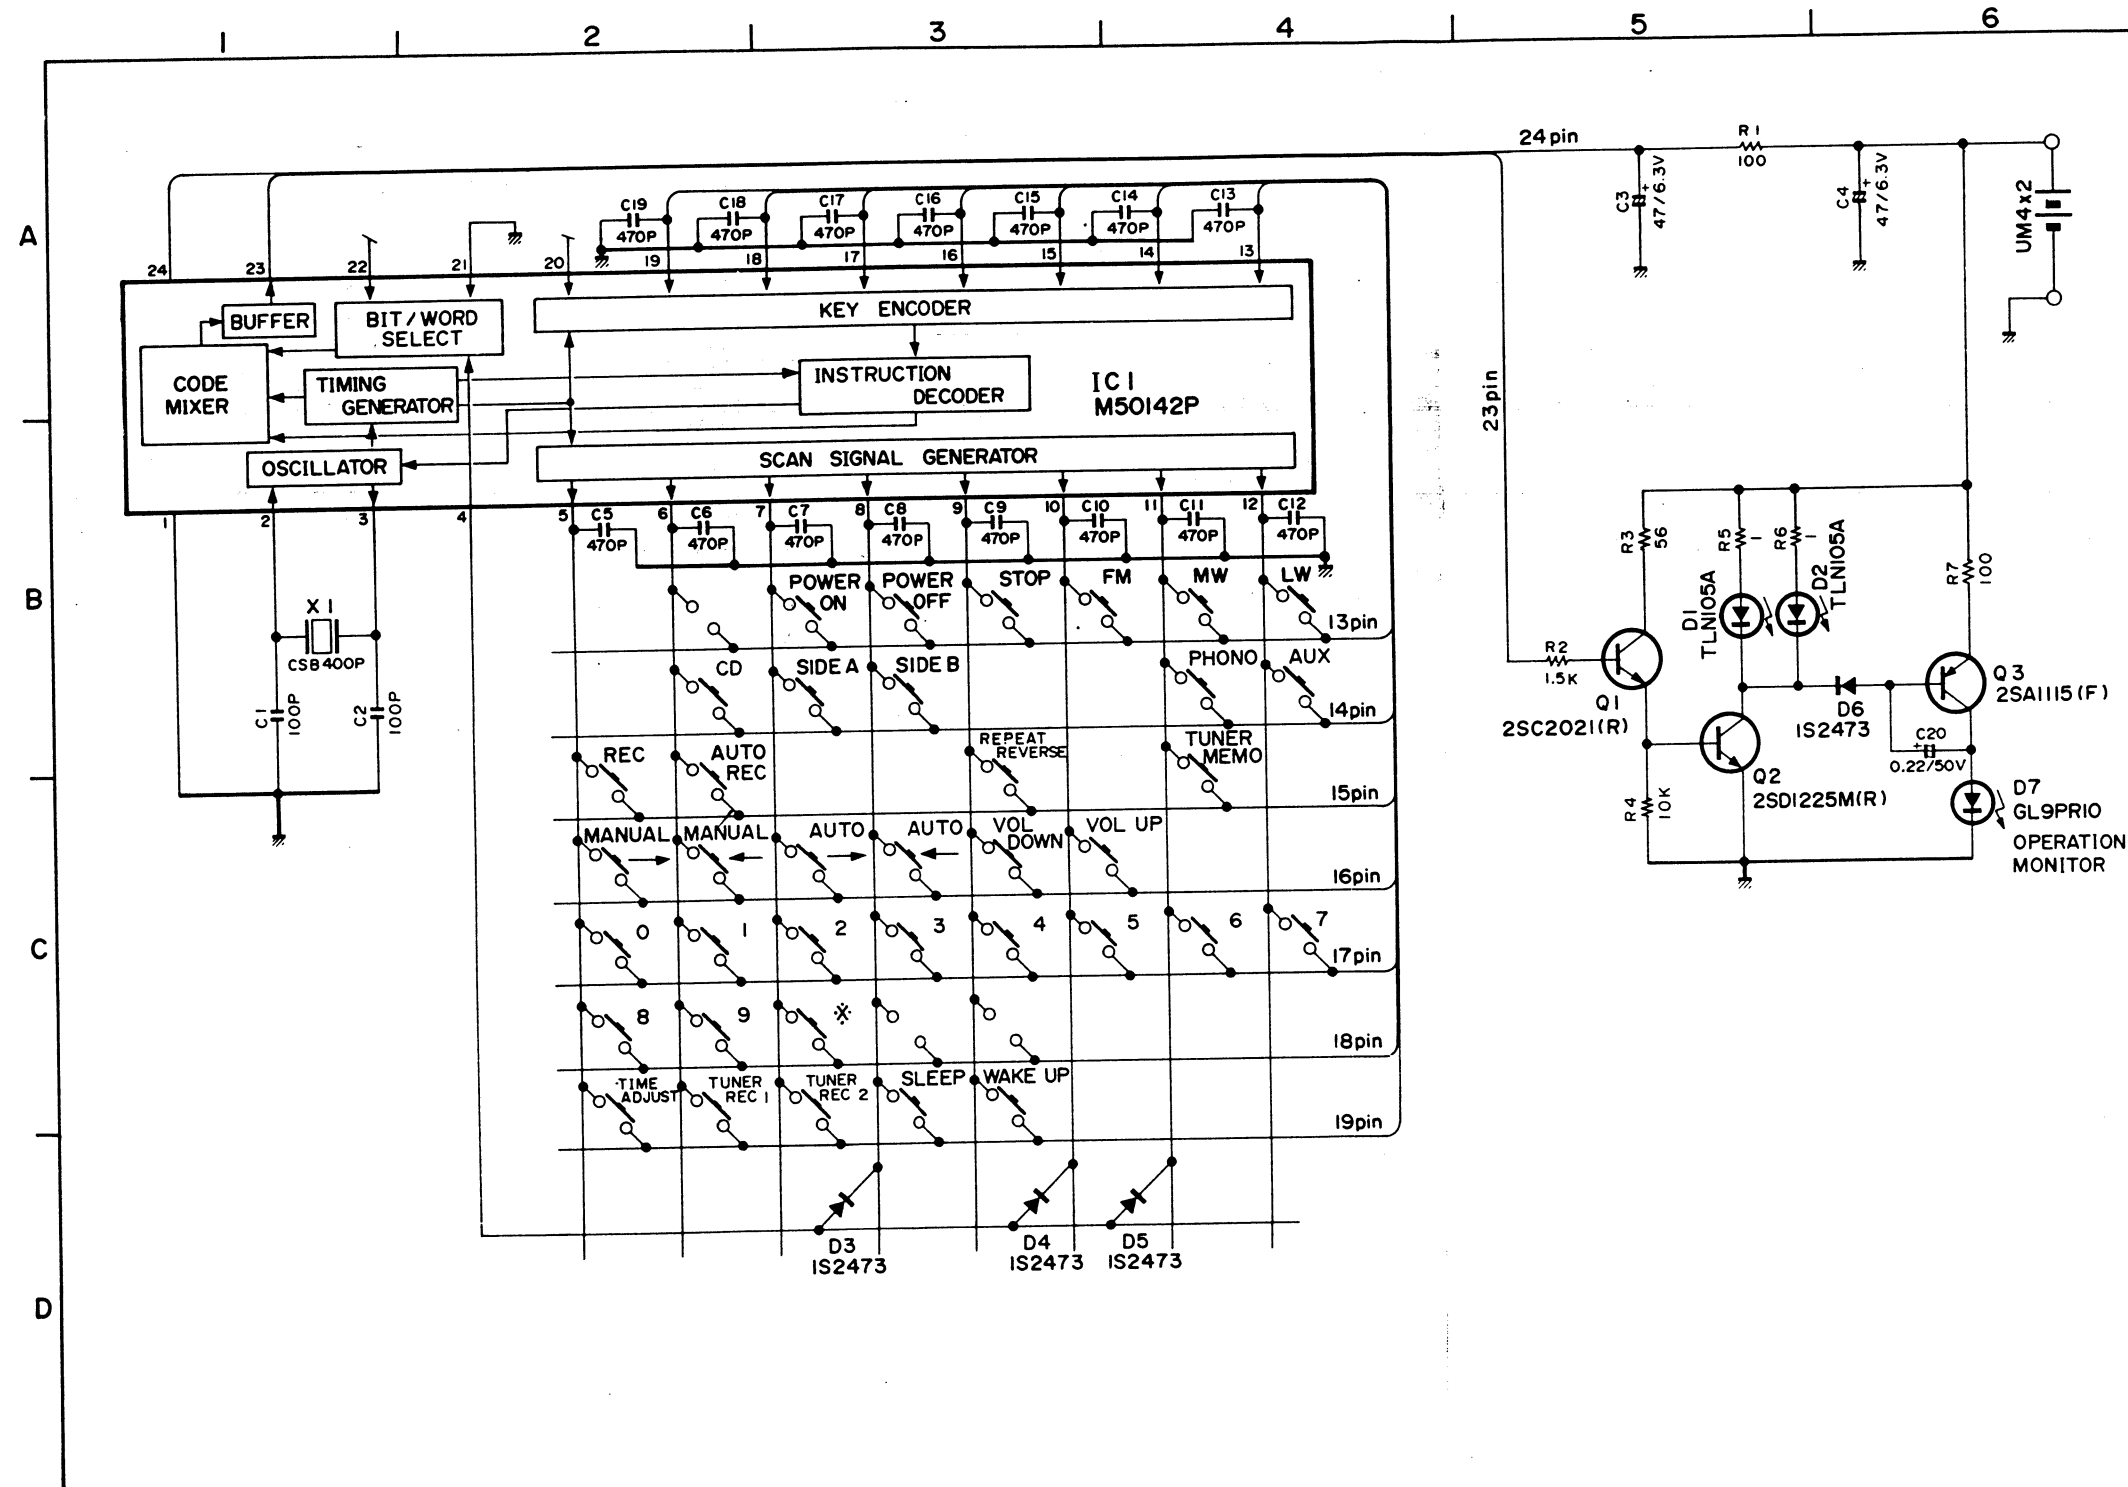 1 2 3 4 5 6
A
B
C
D
24pin
R1
100
C3
47/6.3V
+
C4
47/6.3V
+
UM4x2
C19 C18 C17 C16 C15 C14 C13
470P 470P 470P 470P 470P 470P 470P
24 23 22 21 20 19 18 17 16 15 14 13
BUFFER
BIT/WORD
SELECT
KEY ENCODER
CODE
MIXER
TIMING
GENERATOR
INSTRUCTION
DECODER
IC1
M50142P
OSCILLATOR
SCAN SIGNAL GENERATOR
23pin
1 2 3 4 5 6 7 8 9 10 11 12
C5 C6 C7 C8 C9 C10 C11 C12
470P 470P 470P 470P 470P 470P 470P 470P
X1
CSB400P
C1
100P
C2
100P
POWER
ON
POWER
OFF
STOP
FM
MW
LW
13pin
CD
SIDE A
SIDE B
PHONO
AUX
14pin
REC
AUTO
REC
REPEAT
REVERSE
TUNER
MEMO
15pin
MANUAL
MANUAL
AUTO
AUTO
VOL
DOWN
VOL UP
16pin
0 1 2 3 4 5 6 7
17pin
8 9 ※
18pin
TIME
ADJUST
TUNER
REC 1
TUNER
REC 2
SLEEP
WAKE UP
19pin
D3
1S2473
D4
1S2473
D5
1S2473
R3
56
R5
1
R6
1
D1
TLN105A
D2
TLN105A
R7
100
R2
1.5K
Q1
2SC2021(R)
Q2
2SD1225M(R)
R4
10K
D6
1S2473
Q3
2SA1115(F)
C20
+
0.22/50V
D7
GL9PR10
OPERATION
MONITOR